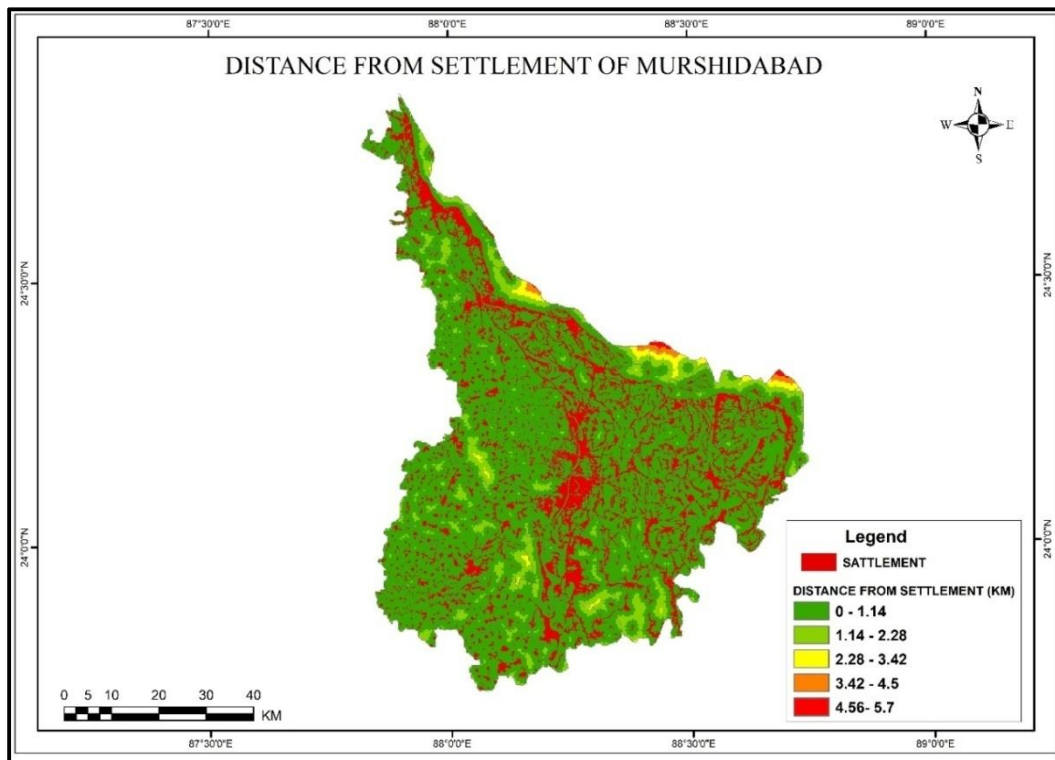 87°30'0"E 88°0'0"E 88°30'0"E 89°0'0"E
DISTANCE FROM SETTLEMENT OF MURSHIDABAD
N
W E
S
24°30'0"N 24°30'0"N
24°0'0"N 24°0'0"N
Legend
SATTLEMENT
DISTANCE FROM SETTLEMENT (KM)
0 - 1.14
1.14 - 2.28
2.28 - 3.42
3.42 - 4.5
4.56- 5.7
0 5 10 20 30 40
KM
87°30'0"E 88°0'0"E 88°30'0"E 89°0'0"E